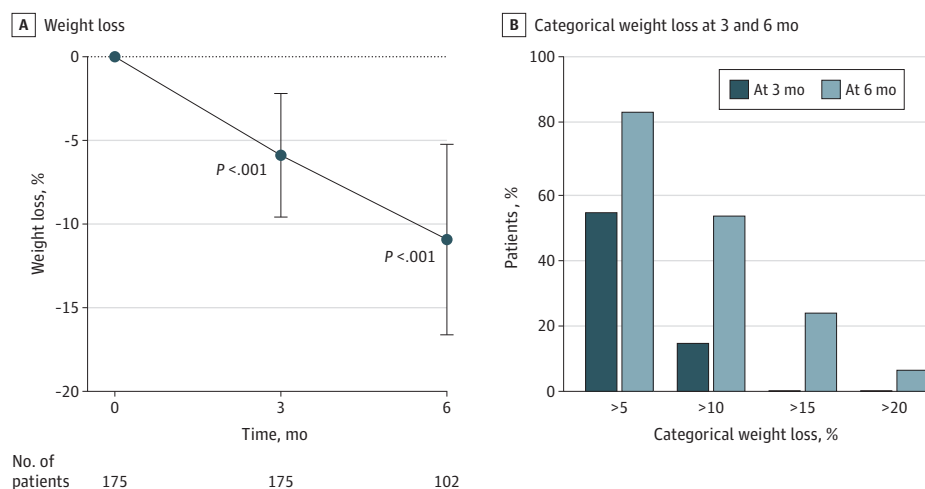 A Weight loss
0
-5
-10
-15
-20
Weight loss, %
P <.001
P <.001
0 3 6
Time, mo
No. of
patients 175 175 102
B Categorical weight loss at 3 and 6 mo
100
80
60
40
20
0
Patients, %
At 3 mo At 6 mo
>5 >10 >15 >20
Categorical weight loss, %